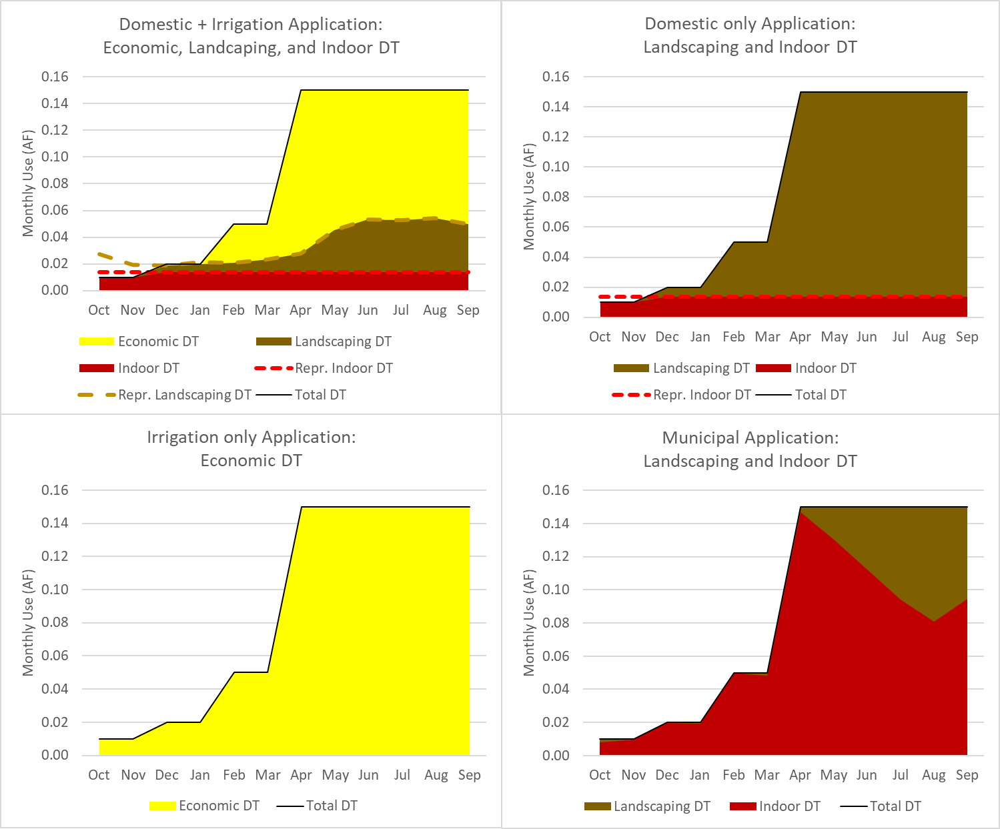 Domestic + Irrigation Application:
Economic, Landcaping, and Indoor DT
Monthly Use (AF)
0.16
0.14
0.12
0.10
0.08
0.06
0.04
0.02
0.00
Oct Nov Dec Jan Feb Mar Apr May Jun Jul Aug Sep
Economic DT Landscaping DT
Indoor DT Repr. Indoor DT
Repr. Landscaping DT Total DT
Domestic only Application:
Landscaping and Indoor DT
Monthly Use (AF)
0.16
0.14
0.12
0.10
0.08
0.06
0.04
0.02
0.00
Oct Nov Dec Jan Feb Mar Apr May Jun Jul Aug Sep
Landscaping DT Indoor DT
Repr. Indoor DT Total DT
Irrigation only Application:
Economic DT
Monthly Use (AF)
0.16
0.14
0.12
0.10
0.08
0.06
0.04
0.02
0.00
Oct Nov Dec Jan Feb Mar Apr May Jun Jul Aug Sep
Economic DT Total DT
Municipal Application:
Landscaping and Indoor DT
Monthly Use (AF)
0.16
0.14
0.12
0.10
0.08
0.06
0.04
0.02
0.00
Oct Nov Dec Jan Feb Mar Apr May Jun Jul Aug Sep
Landscaping DT Indoor DT Total DT